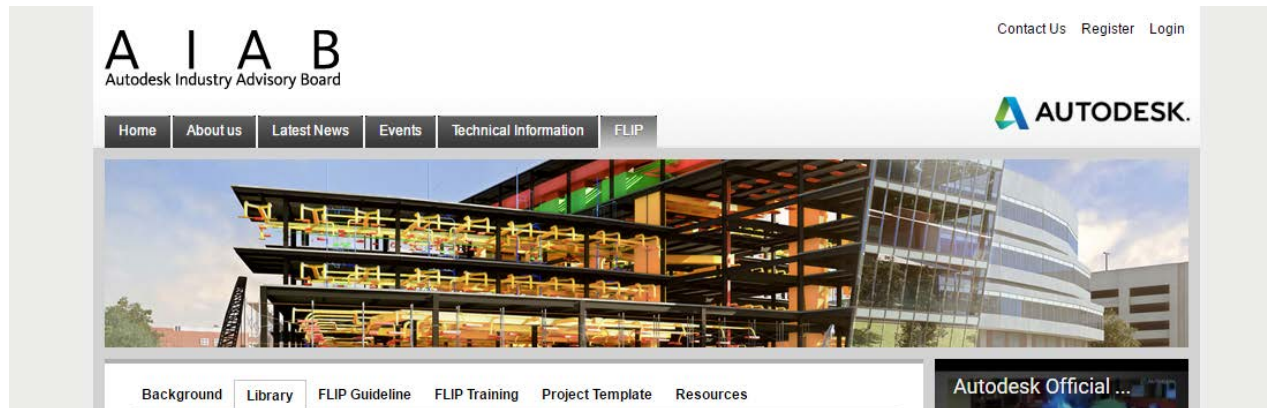 Contact Us Register Login
A I A B
Autodesk Industry Advisory Board
AUTODESK.
Home About us Latest News Events Technical Information FLIP
Background Library FLIP Guideline FLIP Training Project Template Resources
Autodesk Official ...